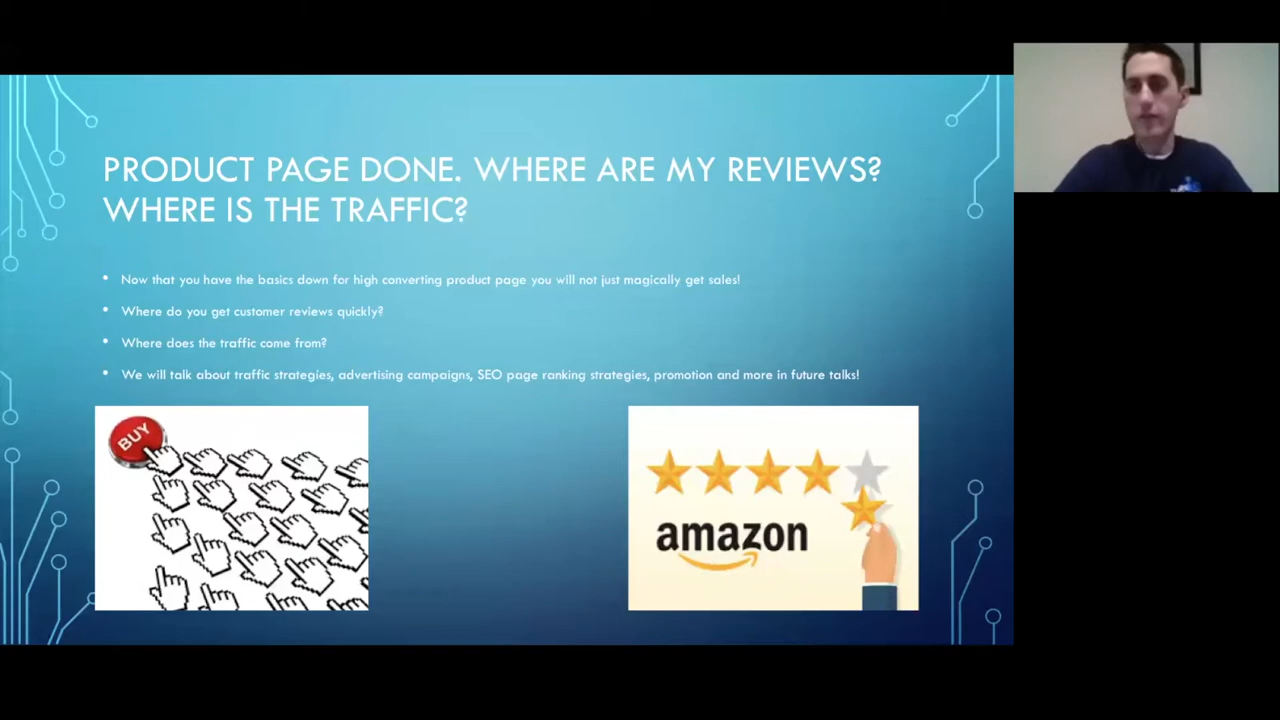 PRODUCT PAGE DONE. WHERE ARE MY REVIEWS?
WHERE IS THE TRAFFIC?
• Now that you have the basics down for high converting product page you will not just magically get sales!
• Where do you get customer reviews quickly?
• Where does the traffic come from?
• We will talk about traffic strategies, advertising campaigns, SEO page ranking strategies, promotion and more in future talks!
BUY
amazon